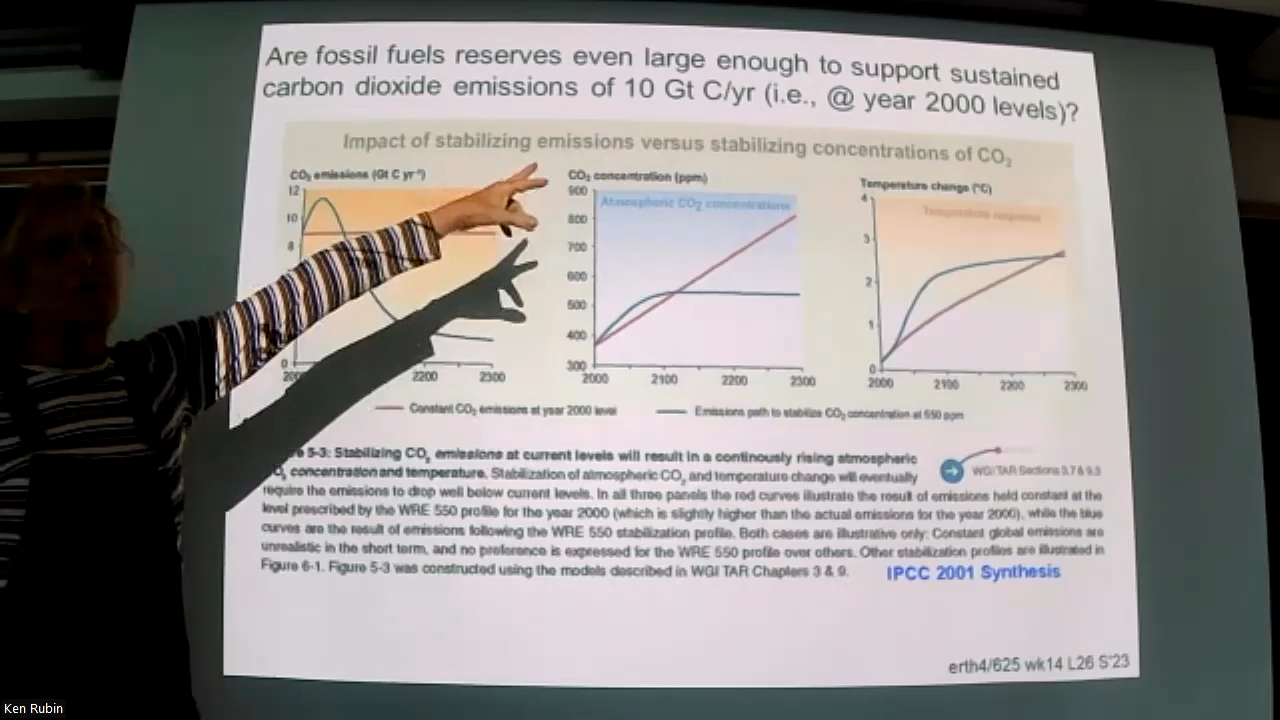 Are fossil fuels reserves even large enough to support sustained
carbon dioxide emissions of 10 Gt C/yr (i.e., @ year 2000 levels)?
Impact of stabilizing emissions versus stabilizing concentrations of CO2
CO2 emissions (Gt C yr-1)
CO2 concentration (ppm)
Temperature change (°C)
12
10
8
0
2200
2300
Atmospheric CO2 concentrations
900
800
700
600
500
400
300
2000
2100
2200
2300
Temperature response
4
3
2
1
0
2000
2100
2200
2300
Constant CO2 emissions at year 2000 level
Emissions path to stabilize CO2 concentration at 550 ppm
5-3: Stabilizing CO2 emissions at current levels will result in a continously rising atmospheric
concentration and temperature. Stabilization of atmospheric CO2 and temperature change will eventually
require the emissions to drop well below current levels. In all three panels the red curves illustrate the result of emissions held constant at the
level prescribed by the WRE 550 profile for the year 2000 (which is slightly higher than the actual emissions for the year 2000), while the blue
curves are the result of emissions following the WRE 550 stabilization profile. Both cases are illustrative only: Constant global emissions are
unrealistic in the short term, and no preference is expressed for the WRE 550 profile over others. Other stabilization profiles are illustrated in
Figure 6-1. Figure 5-3 was constructed using the models described in WGI TAR Chapters 3 & 9.
WGI TAR Sections 3.7 & 9.3
IPCC 2001 Synthesis
erth4/625 wk14 L26 S'23
Ken Rubin